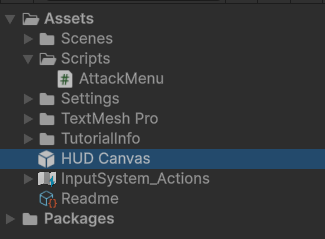 Assets
Scenes
Scripts
AttackMenu
Settings
TextMesh Pro
TutorialInfo
HUD Canvas
InputSystem_Actions
Readme
Packages